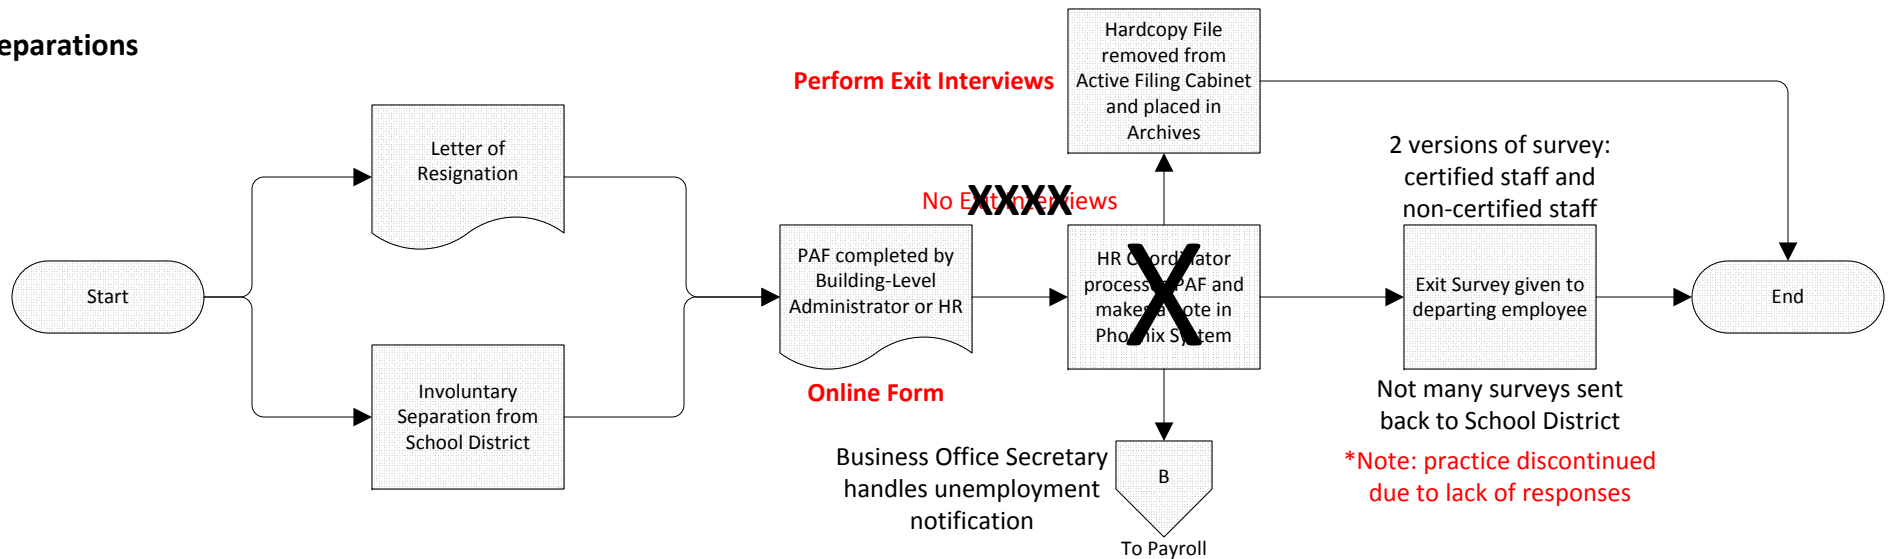 eparations
Hardcopy File
removed from
Active Filing Cabinet
and placed in
Archives
Perform Exit Interviews
Letter of
Resignation
2 versions of survey:
certified staff and
non-certified staff
No Exit Interviews
XXXX
PAF completed by
Building-Level
Administrator or HR
HR Coordinator
processes PAF and
makes a note in
Phoenix System
X
Start
Exit Survey given to
departing employee
End
Involuntary
Separation from
School District
Online Form
Not many surveys sent
back to School District
*Note: practice discontinued
due to lack of responses
Business Office Secretary
handles unemployment
notification
B
To Payroll